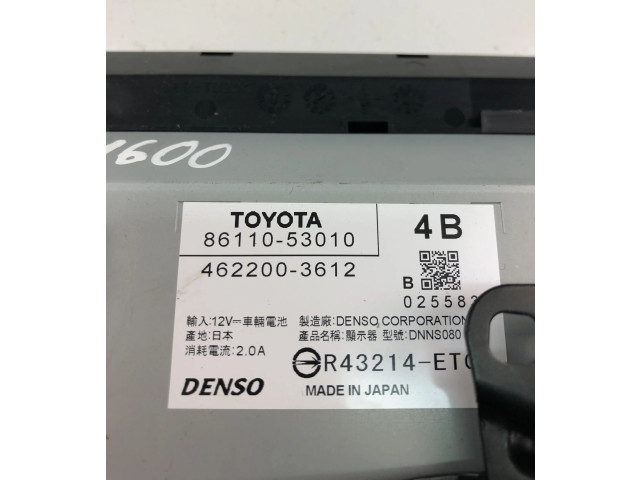 1600
TOYOTA
86110-53010
462200-3612
4B
B
025583
輸入:12V⎓車輛電池 製造廠:DENSO CORPORATION
產地:日本 產品名稱:顯示器 型號:DNNS080
消耗電流:2.0A
R43214-ETC
DENSO MADE IN JAPAN